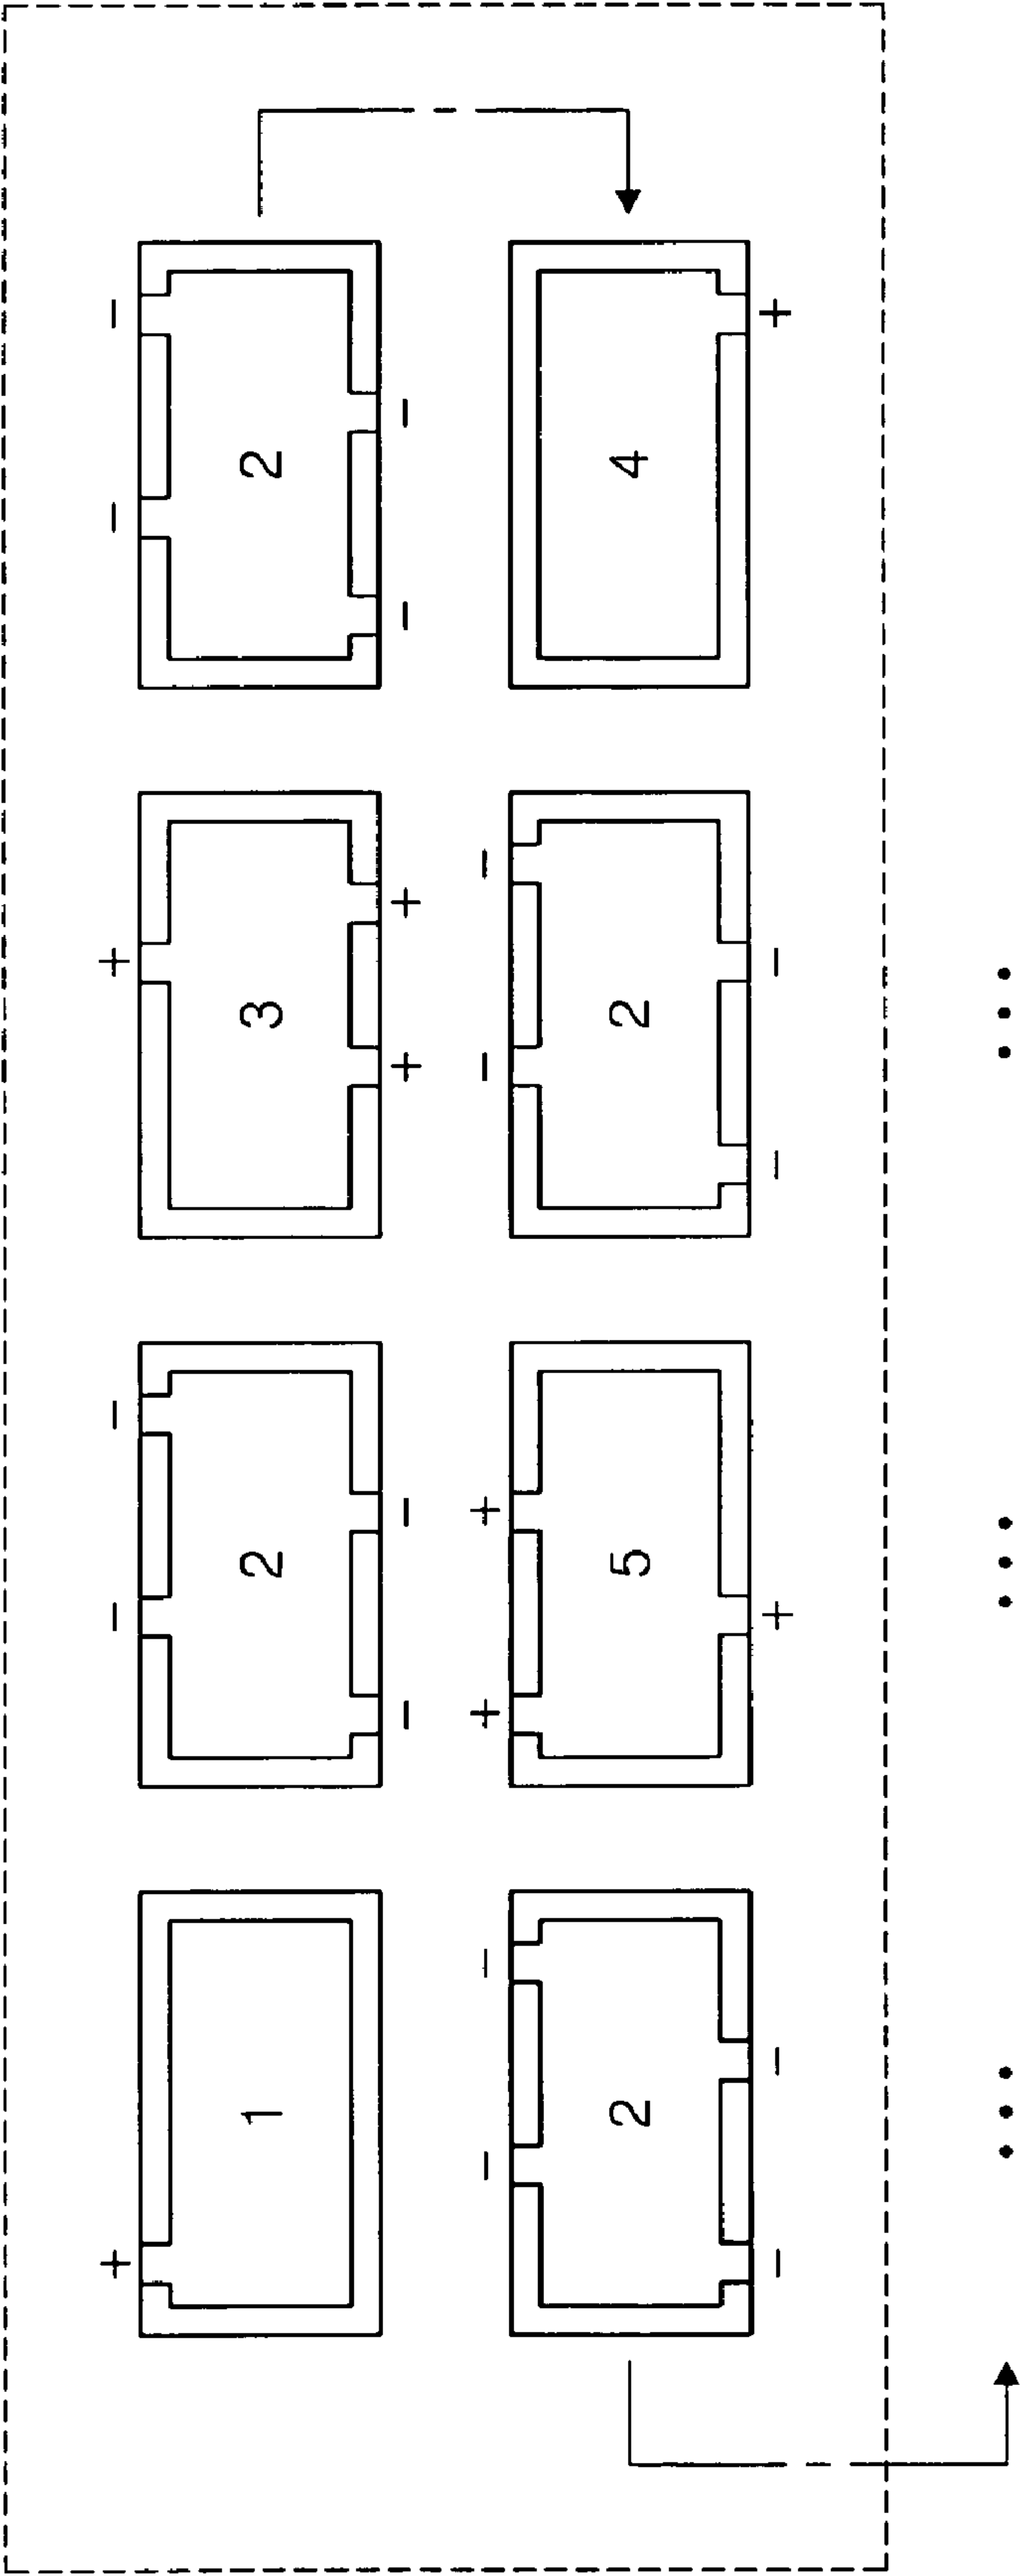 + − − + − −
1 2 3 2
− − + + − −
− − + + − −
2 5 2 4
− − + − − +
... ... ...